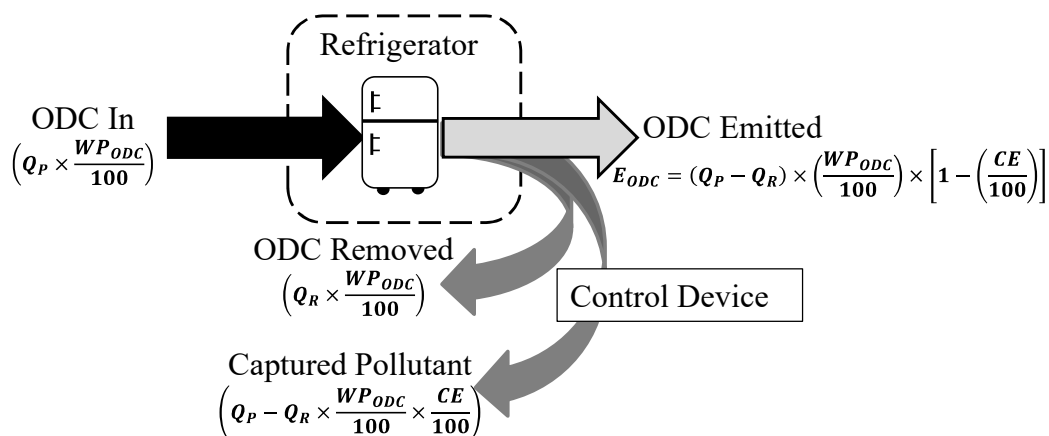 Refrigerator
ODC In
(Q_P × WP_ODC/100)
ODC Emitted
E_ODC = (Q_P − Q_R) × (WP_ODC/100) × [1 − (CE/100)]
ODC Removed
(Q_R × WP_ODC/100)
Control Device
Captured Pollutant
(Q_P − Q_R × WP_ODC/100 × CE/100)